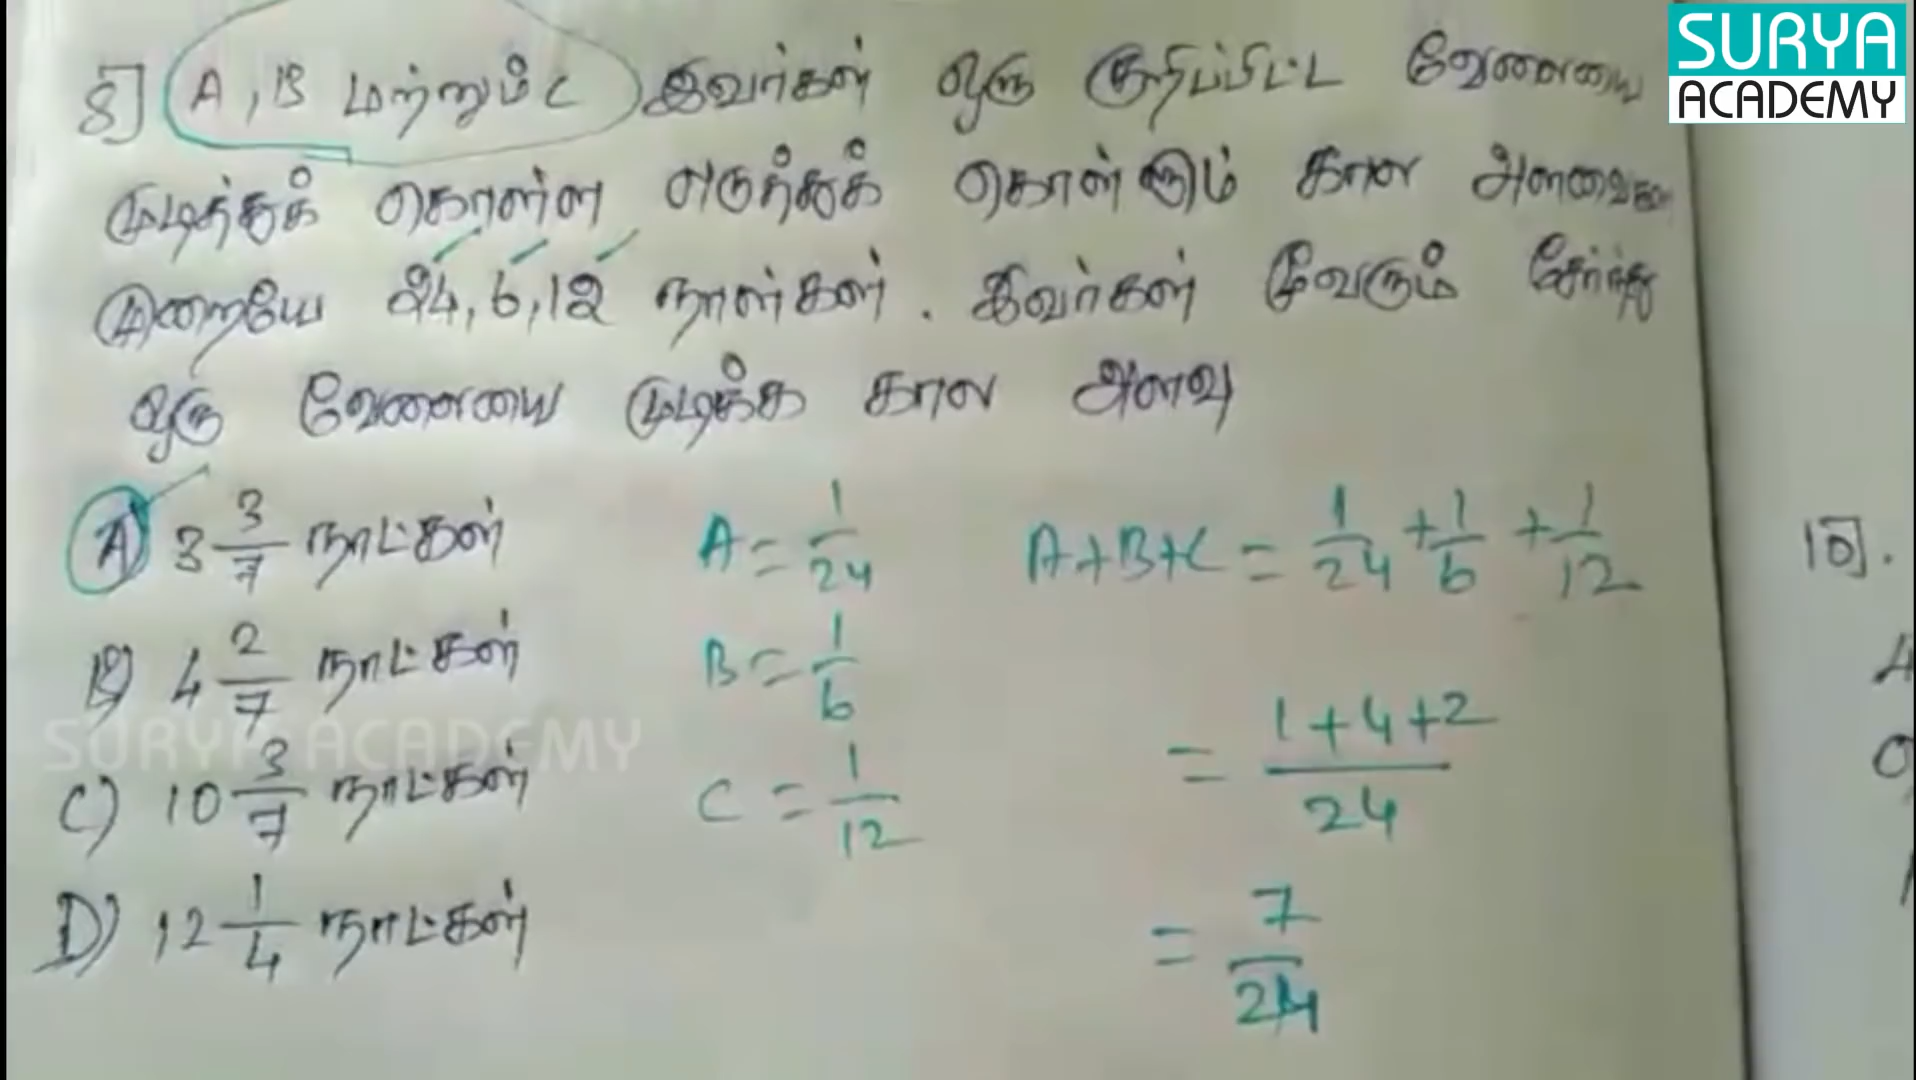 SURYA
ACADEMY
8] A, B மற்றும் C இவர்கள் ஒரு குறிப்பிட்ட வேலையை
முடித்துக் கொள்ள எடுத்துக் கொள்ளும் கால அளவுகள்
முறையே 24, 6, 12 நாள்கள். இவர்கள் மூவரும் சேர்ந்து
ஒரு வேலையை முடிக்க கால அளவு
A) 3 3/7 நாட்கள்
B) 4 2/7 நாட்கள்
C) 10 3/7 நாட்கள்
D) 12 1/4 நாட்கள்
A = 1/24
B = 1/6
C = 1/12
A+B+C = 1/24 + 1/6 + 1/12
= 1+4+2/24
= 7/24
10].
A
SURYA ACADEMY